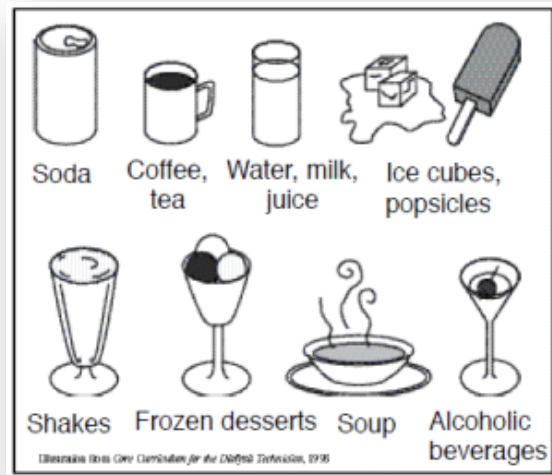 Soda
Coffee,
tea
Water, milk,
juice
Ice cubes,
popsicles
Shakes
Frozen desserts
Soup
Alcoholic
beverages
Illustration from Core Curriculum for the Dialysis Technician, 1998